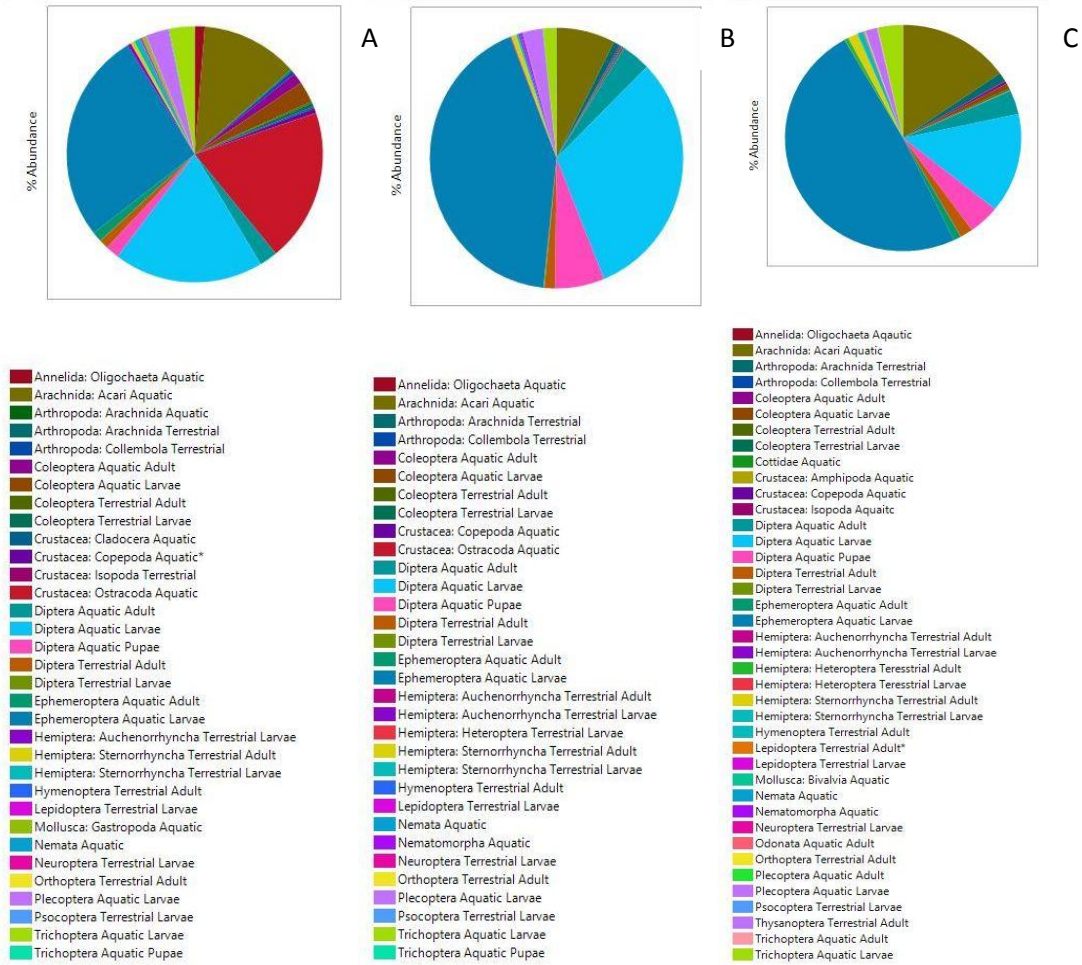 A
B
C
% Abundance
% Abundance
% Abundance
Annelida: Oligochaeta Aquatic
Arachnida: Acari Aquatic
Arthropoda: Arachnida Aquatic
Arthropoda: Arachnida Terrestrial
Arthropoda: Collembola Terrestrial
Coleoptera Aquatic Adult
Coleoptera Aquatic Larvae
Coleoptera Terrestrial Adult
Coleoptera Terrestrial Larvae
Crustacea: Cladocera Aquatic
Crustacea: Copepoda Aquatic*
Crustacea: Isopoda Terrestrial
Crustacea: Ostracoda Aquatic
Diptera Aquatic Adult
Diptera Aquatic Larvae
Diptera Aquatic Pupae
Diptera Terrestrial Adult
Diptera Terrestrial Larvae
Ephemeroptera Aquatic Adult
Ephemeroptera Aquatic Larvae
Hemiptera: Auchenorrhyncha Terrestrial Larvae
Hemiptera: Sternorrhyncha Terrestrial Adult
Hemiptera: Sternorrhyncha Terrestrial Larvae
Hymenoptera Terrestrial Adult
Lepidoptera Terrestrial Larvae
Mollusca: Gastropoda Aquatic
Nemata Aquatic
Neuroptera Terrestrial Larvae
Orthoptera Terrestrial Adult
Plecoptera Aquatic Larvae
Psocoptera Terrestrial Larvae
Trichoptera Aquatic Larvae
Trichoptera Aquatic Pupae
Annelida: Oligochaeta Aquatic
Arachnida: Acari Aquatic
Arthropoda: Arachnida Terrestrial
Arthropoda: Collembola Terrestrial
Coleoptera Aquatic Adult
Coleoptera Aquatic Larvae
Coleoptera Terrestrial Adult
Coleoptera Terrestrial Larvae
Crustacea: Copepoda Aquatic
Crustacea: Ostracoda Aquatic
Diptera Aquatic Adult
Diptera Aquatic Larvae
Diptera Aquatic Pupae
Diptera Terrestrial Adult
Diptera Terrestrial Larvae
Ephemeroptera Aquatic Adult
Ephemeroptera Aquatic Larvae
Hemiptera: Auchenorrhyncha Terrestrial Adult
Hemiptera: Auchenorrhyncha Terrestrial Larvae
Hemiptera: Heteroptera Terrestrial Larvae
Hemiptera: Sternorrhyncha Terrestrial Adult
Hemiptera: Sternorrhyncha Terrestrial Larvae
Hymenoptera Terrestrial Adult
Lepidoptera Terrestrial Larvae
Nemata Aquatic
Nematomorpha Aquatic
Neuroptera Terrestrial Larvae
Orthoptera Terrestrial Adult
Plecoptera Aquatic Larvae
Psocoptera Terrestrial Larvae
Trichoptera Aquatic Larvae
Trichoptera Aquatic Pupae
Annelida: Oligochaeta Aqautic
Arachnida: Acari Aquatic
Arthropoda: Arachnida Terrestrial
Arthropoda: Collembola Terrestrial
Coleoptera Aquatic Adult
Coleoptera Aquatic Larvae
Coleoptera Terrestrial Adult
Coleoptera Terrestrial Larvae
Cottidae Aquatic
Crustacea: Amphipoda Aquatic
Crustacea: Copepoda Aquatic
Crustacea: Isopoda Aquaitc
Diptera Aquatic Adult
Diptera Aquatic Larvae
Diptera Aquatic Pupae
Diptera Terrestrial Adult
Diptera Terrestrial Larvae
Ephemeroptera Aquatic Adult
Ephemeroptera Aquatic Larvae
Hemiptera: Auchenorrhyncha Terrestrial Adult
Hemiptera: Auchenorrhyncha Terrestrial Larvae
Hemiptera: Heteroptera Teresstrial Adult
Hemiptera: Heteroptera Teresstrial Larvae
Hemiptera: Sternorrhyncha Terrestrial Adult
Hemiptera: Sternorrhyncha Terrestrial Larvae
Hymenoptera Terrestrial Adult
Lepidoptera Terrestrial Adult*
Lepidoptera Terrestrial Larvae
Mollusca: Bivalvia Aquatic
Nemata Aquatic
Nematomorpha Aquatic
Neuroptera Terrestrial Larvae
Odonata Aquatic Adult
Orthoptera Terrestrial Adult
Plecoptera Aquatic Adult
Plecoptera Aquatic Larvae
Psocoptera Terrestrial Larvae
Thysanoptera Terrestrial Adult
Trichoptera Aquatic Adult
Trichoptera Aquatic Larvae